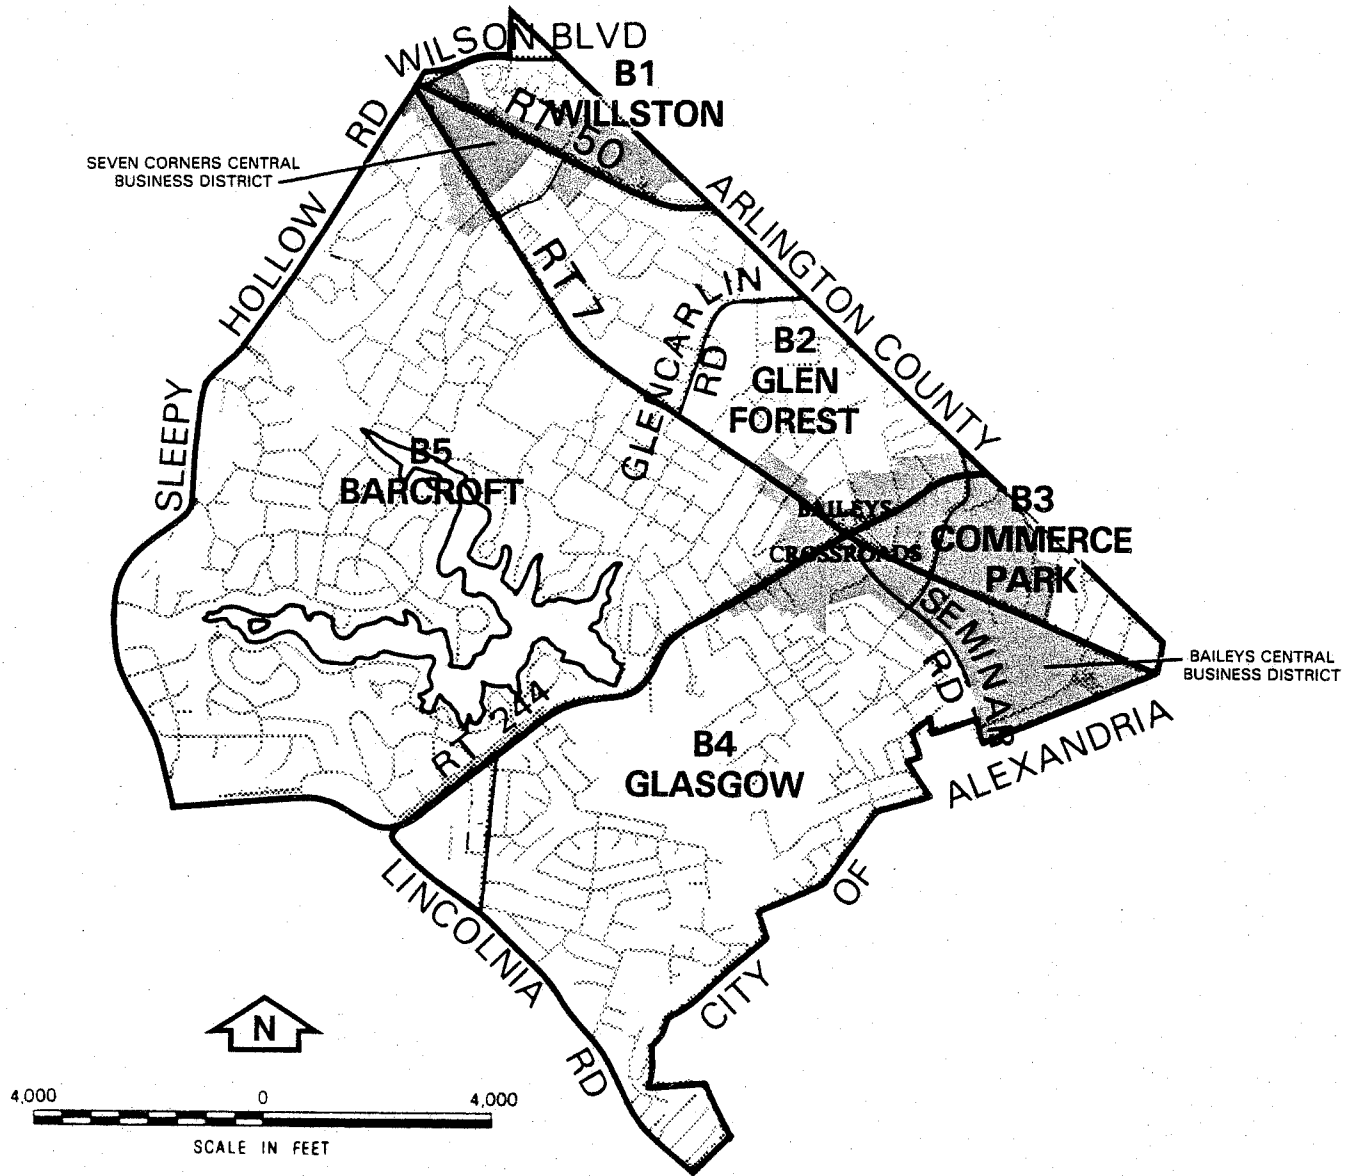 WILSON BLVD
B1
WILLSTON
RT 50
HOLLOW RD
SLEEPY
SEVEN CORNERS CENTRAL
BUSINESS DISTRICT
ARLINGTON COUNTY
RT 7
GLENCARLIN
RD
B2
GLEN
FOREST
B5
BARCROFT
BAILEYS
CROSSROADS
B3
COMMERCE
PARK
SEMINAR
RD
BAILEYS CENTRAL
BUSINESS DISTRICT
RT 244
B4
GLASGOW
CITY OF ALEXANDRIA
LINCOLNIA RD
N
4,000 0 4,000
SCALE IN FEET